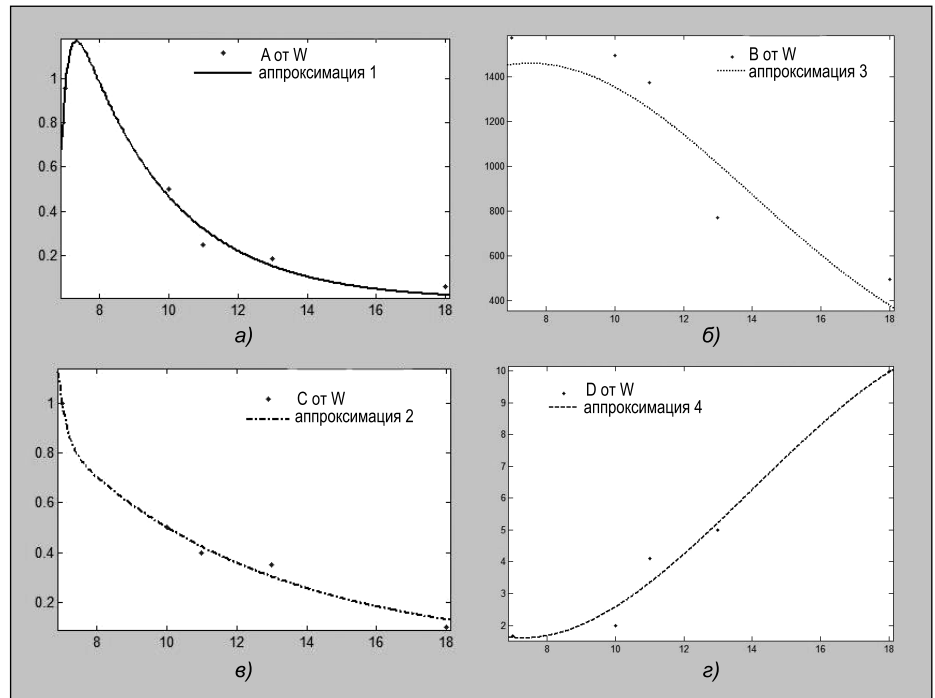 A от W
аппроксимация 1
1
0.8
0.6
0.4
0.2
8 10 12 14 16 18
а)
B от W
аппроксимация 3
1400
1200
1000
800
600
400
8 10 12 14 16 18
б)
C от W
аппроксимация 2
1
0.8
0.6
0.4
0.2
8 10 12 14 16 18
в)
D от W
аппроксимация 4
10
9
8
7
6
5
4
3
2
8 10 12 14 16 18
г)